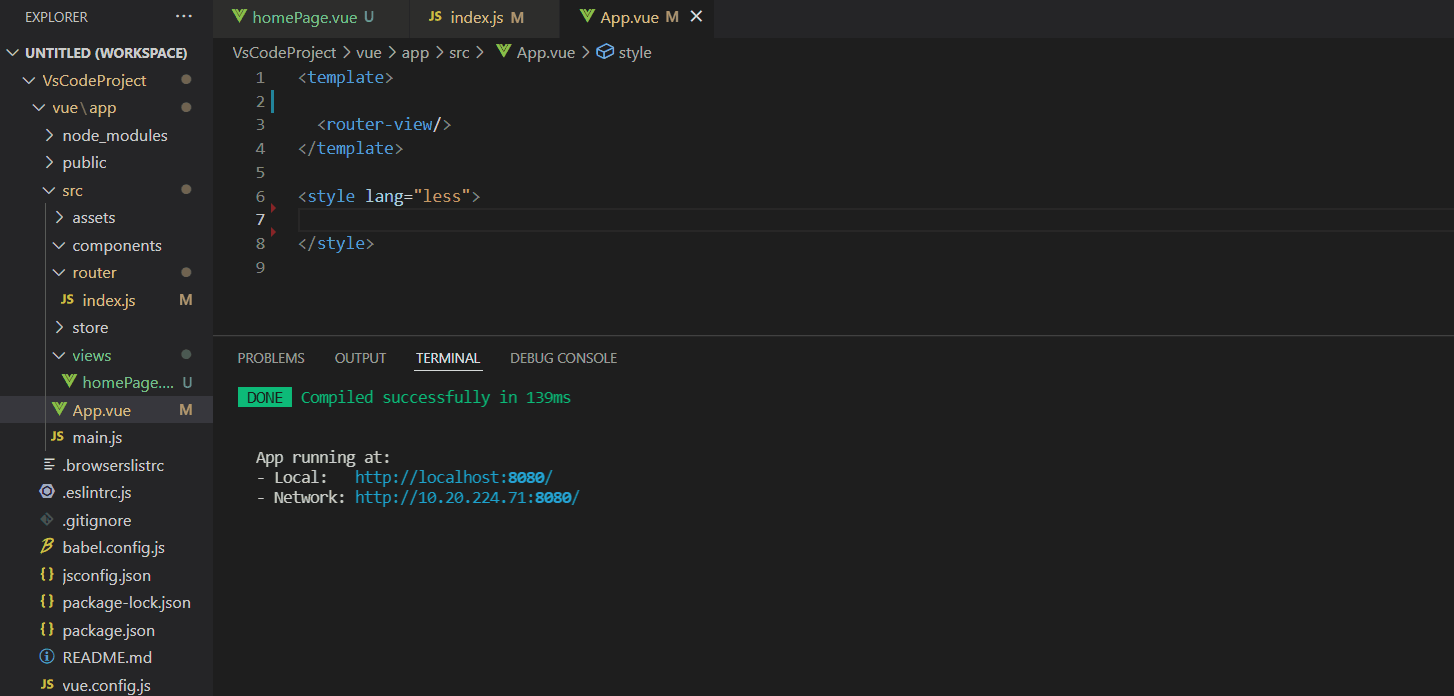 EXPLORER ···
UNTITLED (WORKSPACE)
VsCodeProject
vue\app
node_modules
public
src
assets
components
router
JS index.js M
store
views
homePage.... U
App.vue M
JS main.js
.browserslistrc
.eslintrc.js
.gitignore
babel.config.js
{} jsconfig.json
{} package-lock.json
{} package.json
README.md
JS vue.config.js
homePage.vue U JS index.js M App.vue M
VsCodeProject > vue > app > src > App.vue > style
1 <template>
2
3 <router-view/>
4 </template>
5
6 <style lang="less">
7
8 </style>
9
PROBLEMS OUTPUT TERMINAL DEBUG CONSOLE
DONE Compiled successfully in 139ms
App running at:
- Local: http://localhost:8080/
- Network: http://10.20.224.71:8080/